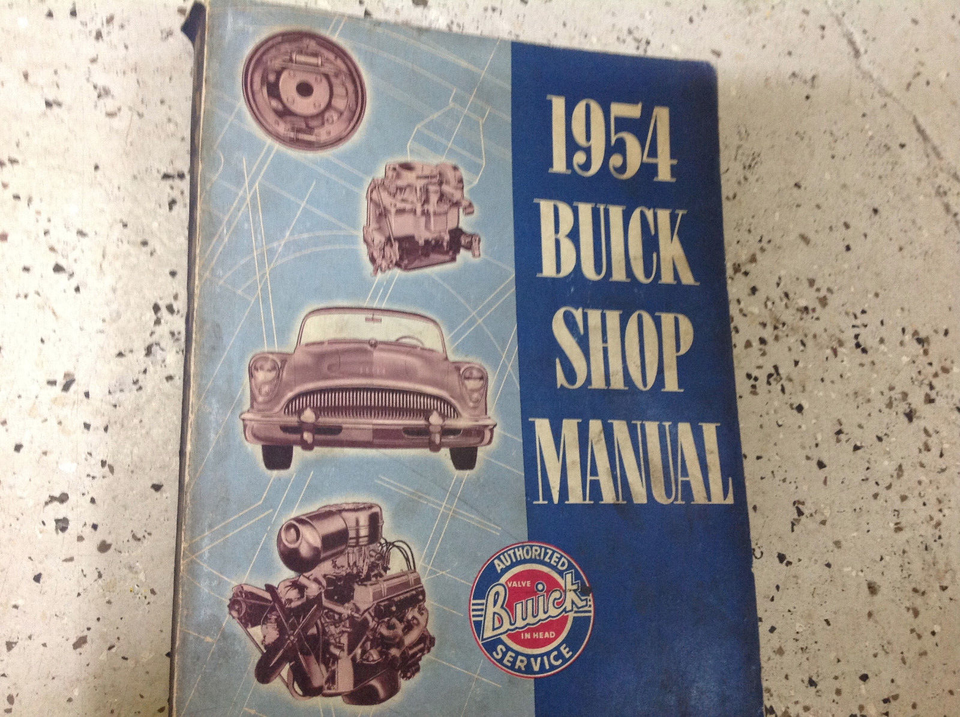 1954
BUICK
SHOP
MANUAL
AUTHORIZED
VALVE
Buick
IN HEAD
SERVICE